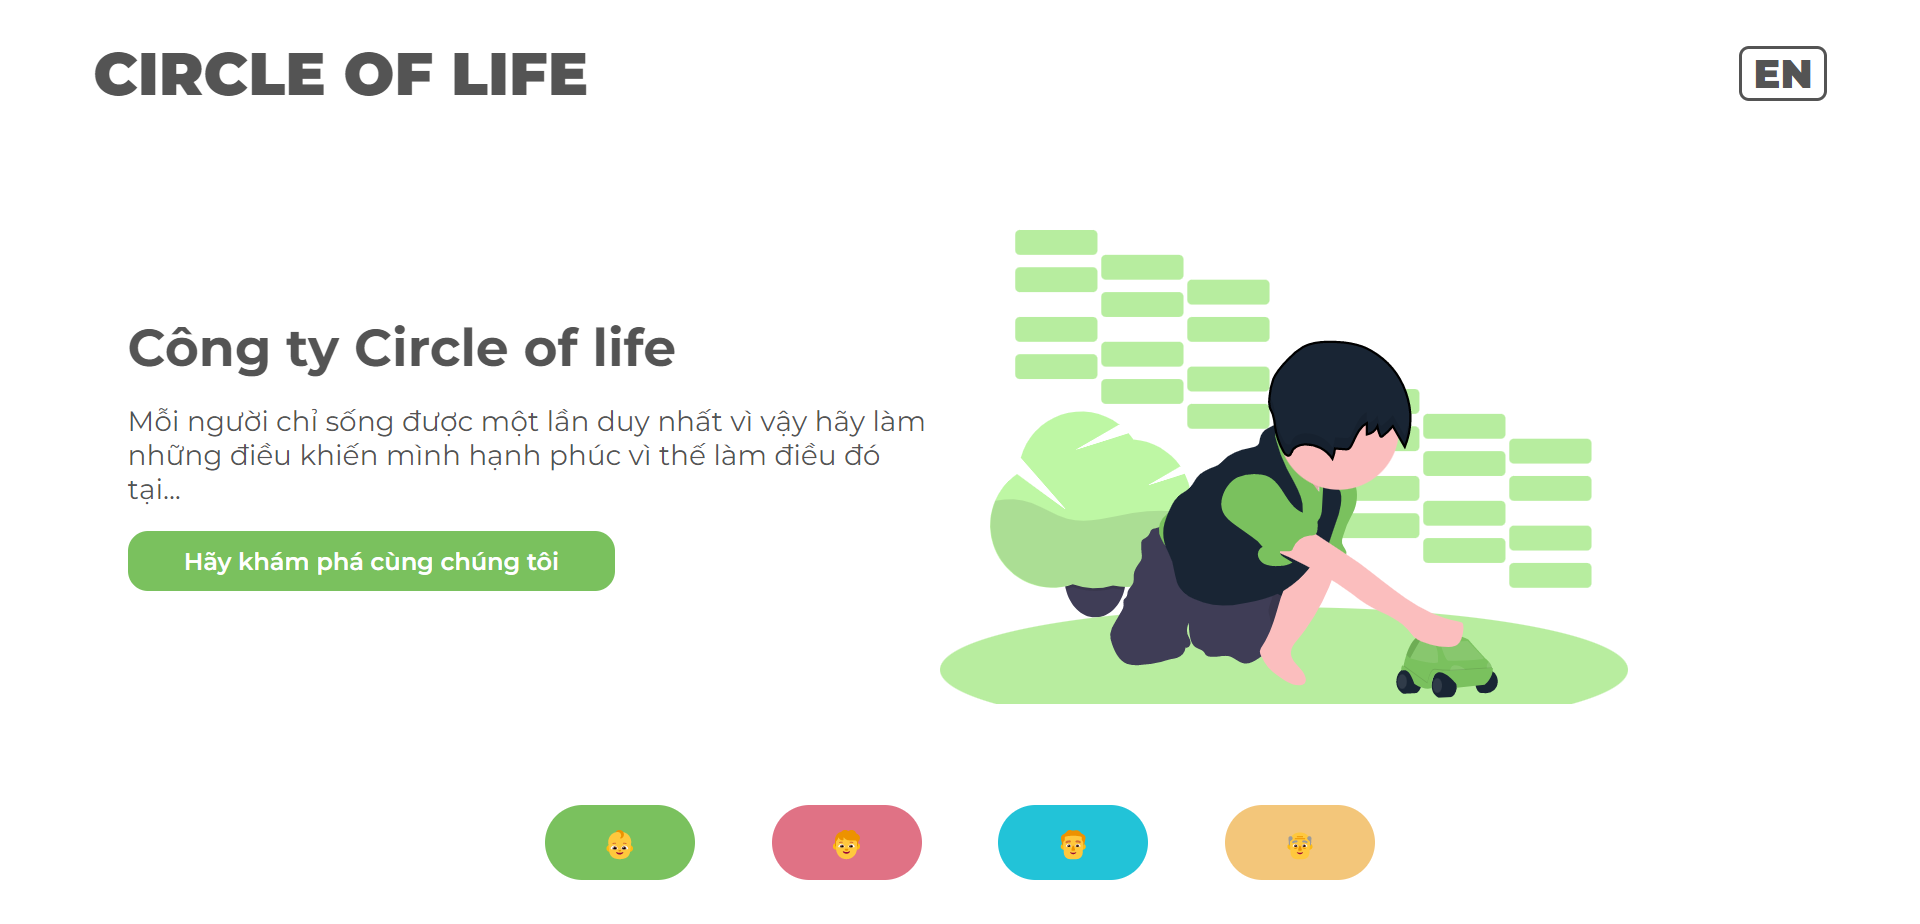 CIRCLE OF LIFE
EN
Công ty Circle of life
Mỗi người chỉ sống được một lần duy nhất vì vậy hãy làm
những điều khiến mình hạnh phúc vì thế làm điều đó
tại...
Hãy khám phá cùng chúng tôi